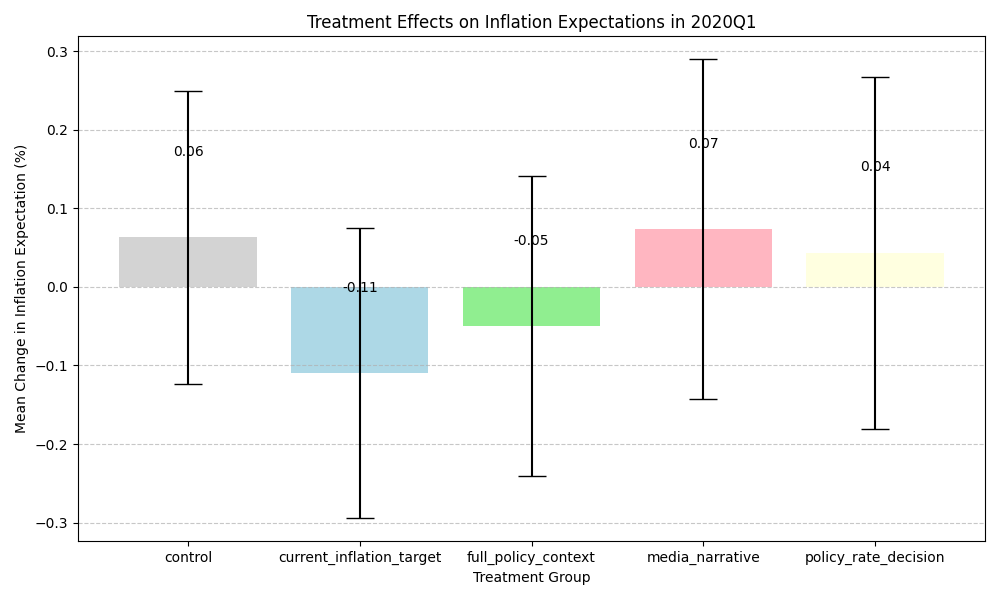 Treatment Effects on Inflation Expectations in 2020Q1
Mean Change in Inflation Expectation (%)
0.3
0.2
0.1
0.0
−0.1
−0.2
−0.3
0.06
-0.11
-0.05
0.07
0.04
control
current_inflation_target
full_policy_context
media_narrative
policy_rate_decision
Treatment Group